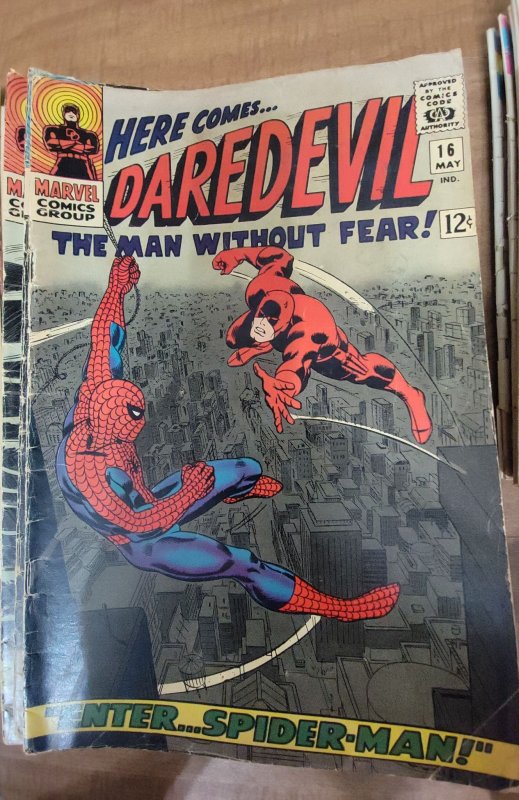 HERE COMES...
DAREDEVIL
THE MAN WITHOUT FEAR!
MARVEL
COMICS
GROUP
APPROVED
BY THE
COMICS
CODE
AUTHORITY
16
MAY
IND.
12¢
"ENTER...SPIDER-MAN!"